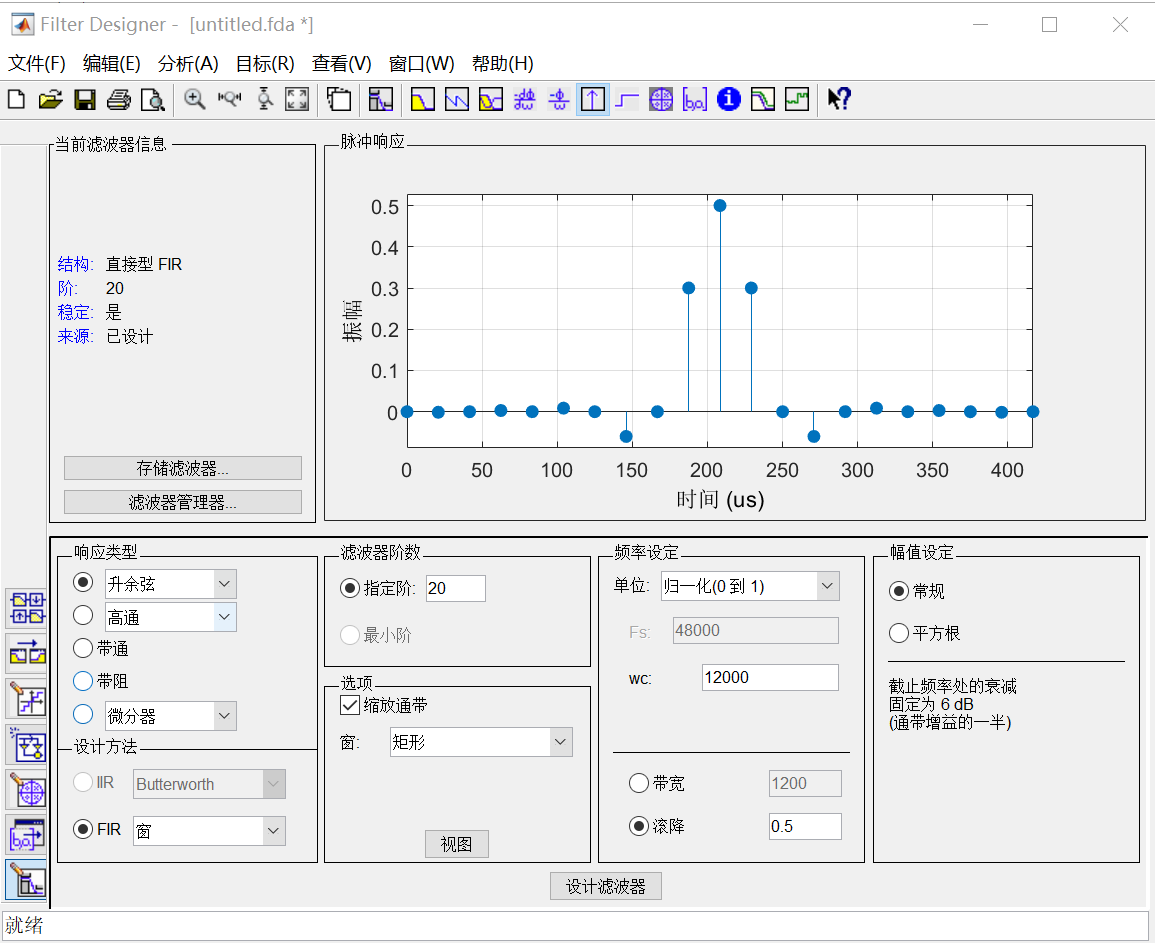 Filter Designer - [untitled.fda *]
文件(F) 编辑(E) 分析(A) 目标(R) 查看(V) 窗口(W) 帮助(H)
当前滤波器信息
结构: 直接型 FIR
阶: 20
稳定: 是
来源: 已设计
存储滤波器...
滤波器管理器...
脉冲响应
0.5
0.4
0.3
0.2
0.1
0
振幅
0 50 100 150 200 250 300 350 400
时间 (us)
响应类型
升余弦
高通
带通
带阻
微分器
设计方法
IIR Butterworth
FIR 窗
滤波器阶数
指定阶: 20
最小阶
选项
缩放通带
窗: 矩形
视图
频率设定
单位: 归一化(0 到 1)
Fs: 48000
wc: 12000
带宽 1200
滚降 0.5
幅值设定
常规
平方根
截止频率处的衰减
固定为 6 dB
(通带增益的一半)
设计滤波器
就绪